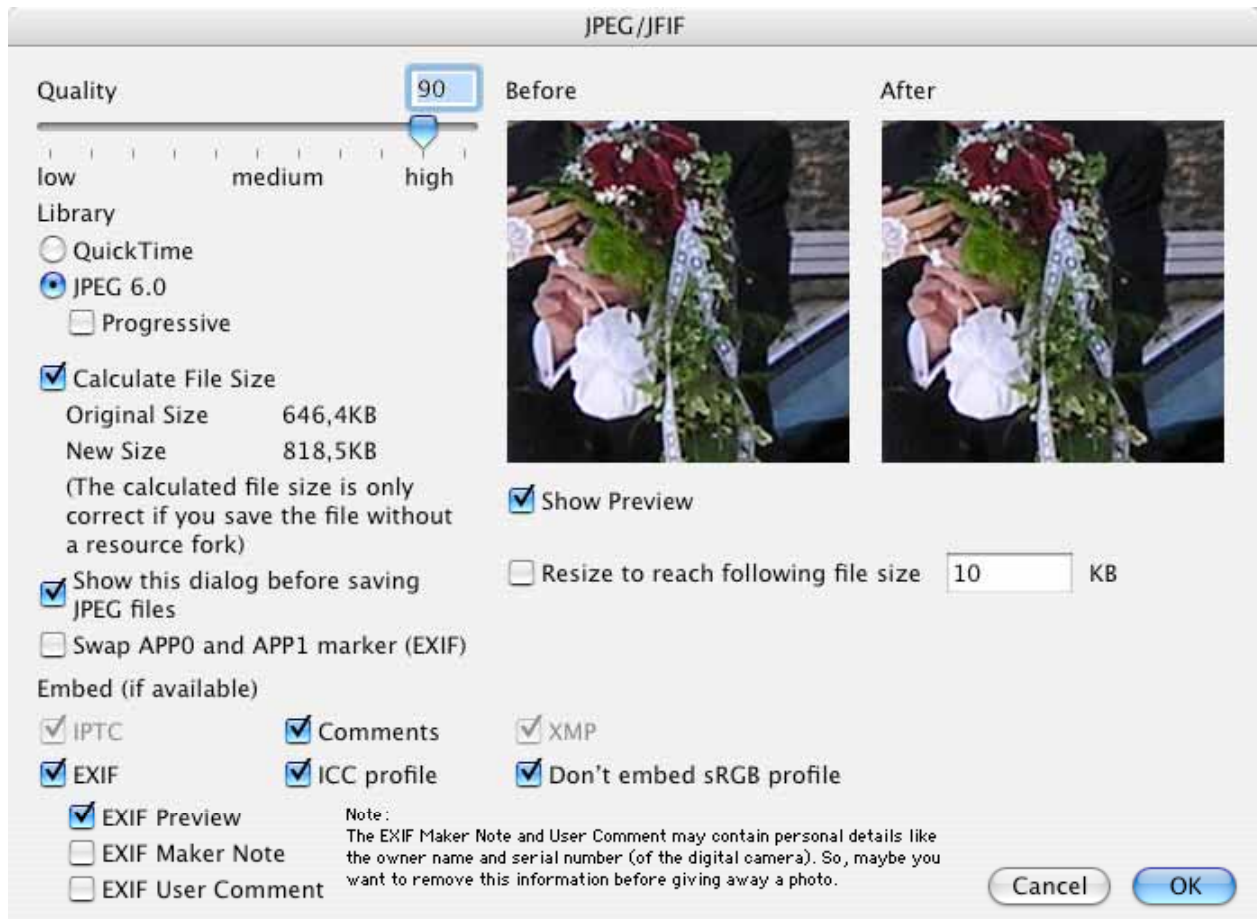 JPEG/JFIF
Quality
90
low medium high
Library
QuickTime
JPEG 6.0
Progressive
Calculate File Size
Original Size 646,4KB
New Size 818,5KB
(The calculated file size is only
correct if you save the file without
a resource fork)
Show this dialog before saving
JPEG files
Swap APP0 and APP1 marker (EXIF)
Before After
Show Preview
Resize to reach following file size 10 KB
Embed (if available)
IPTC Comments XMP
EXIF ICC profile Don't embed sRGB profile
EXIF Preview
EXIF Maker Note
EXIF User Comment
Note:
The EXIF Maker Note and User Comment may contain personal details like
the owner name and serial number (of the digital camera). So, maybe you
want to remove this information before giving away a photo.
Cancel OK